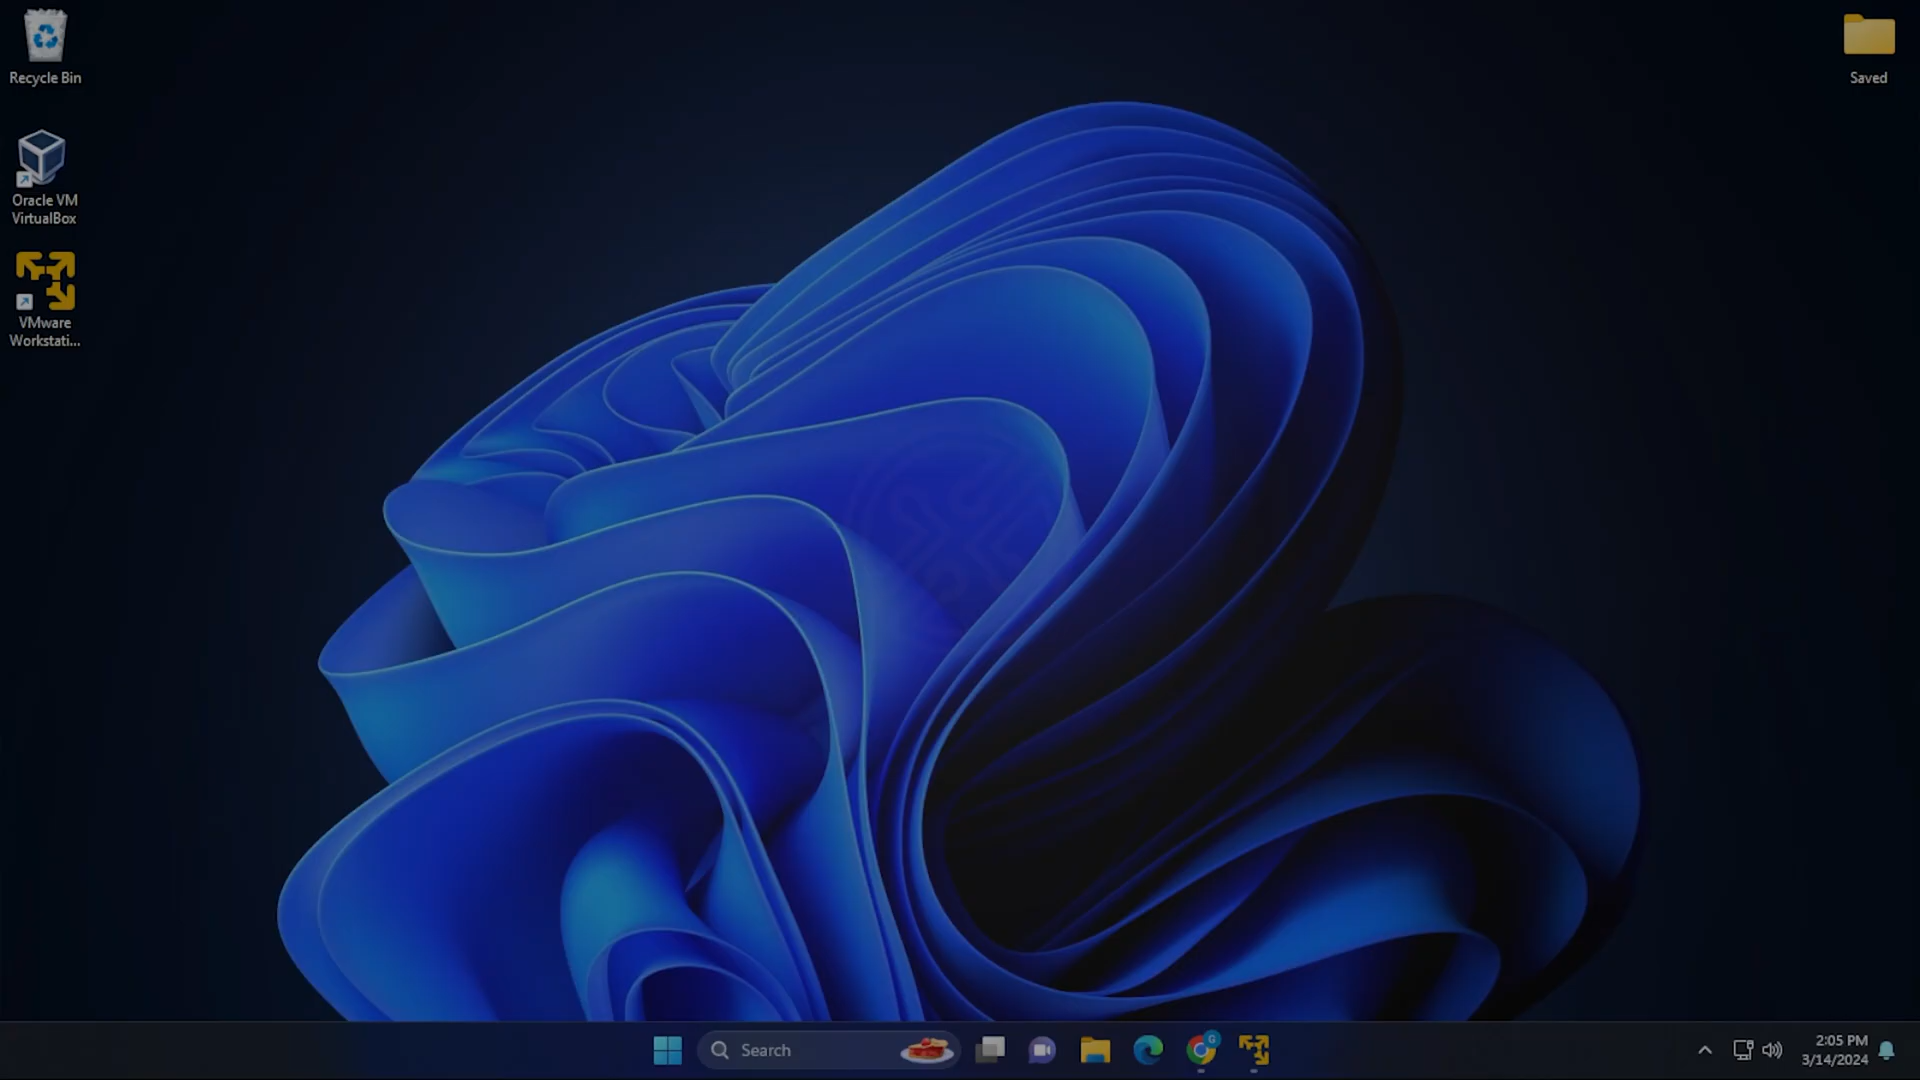 Recycle Bin
Saved
Oracle VM
VirtualBox
VMware
Workstati...
Search
G
2:05 PM
3/14/2024